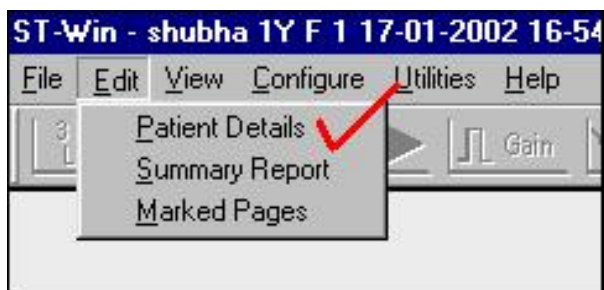 ST-Win - shubha 1Y F 1 17-01-2002 16-54
File Edit View Configure Utilities Help
Patient Details
3 L Gain
Summary Report
Marked Pages